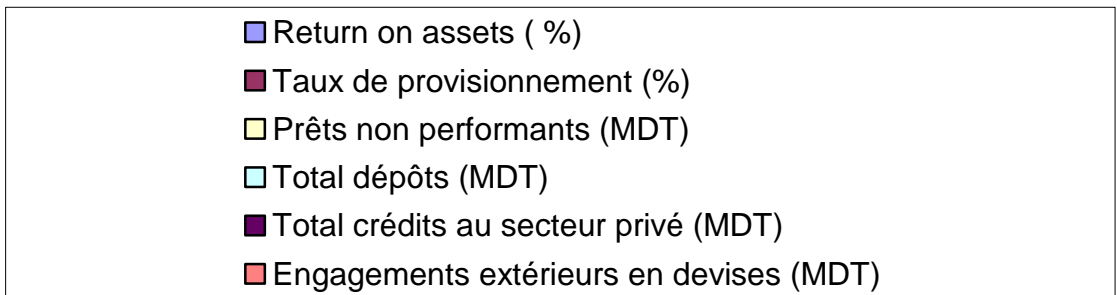 Return on assets ( %)
Taux de provisionnement (%)
Prêts non performants (MDT)
Total dépôts (MDT)
Total crédits au secteur privé (MDT)
Engagements extérieurs en devises (MDT)